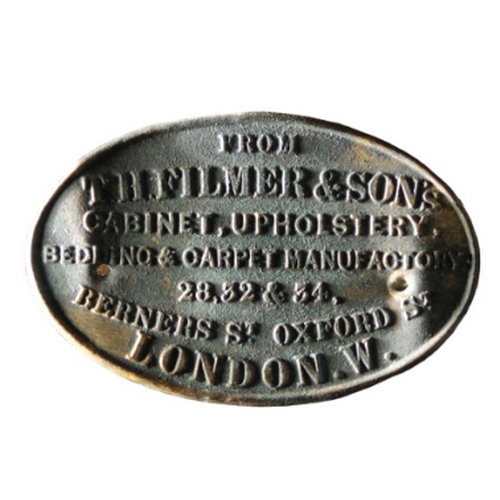 FROM
T.H.FILMER & SONS
CABINET, UPHOLSTERY,
BEDDING & CARPET MANUFACTORY.
28,32 & 34,
BERNERS ST OXFORD ST
LONDON.W.